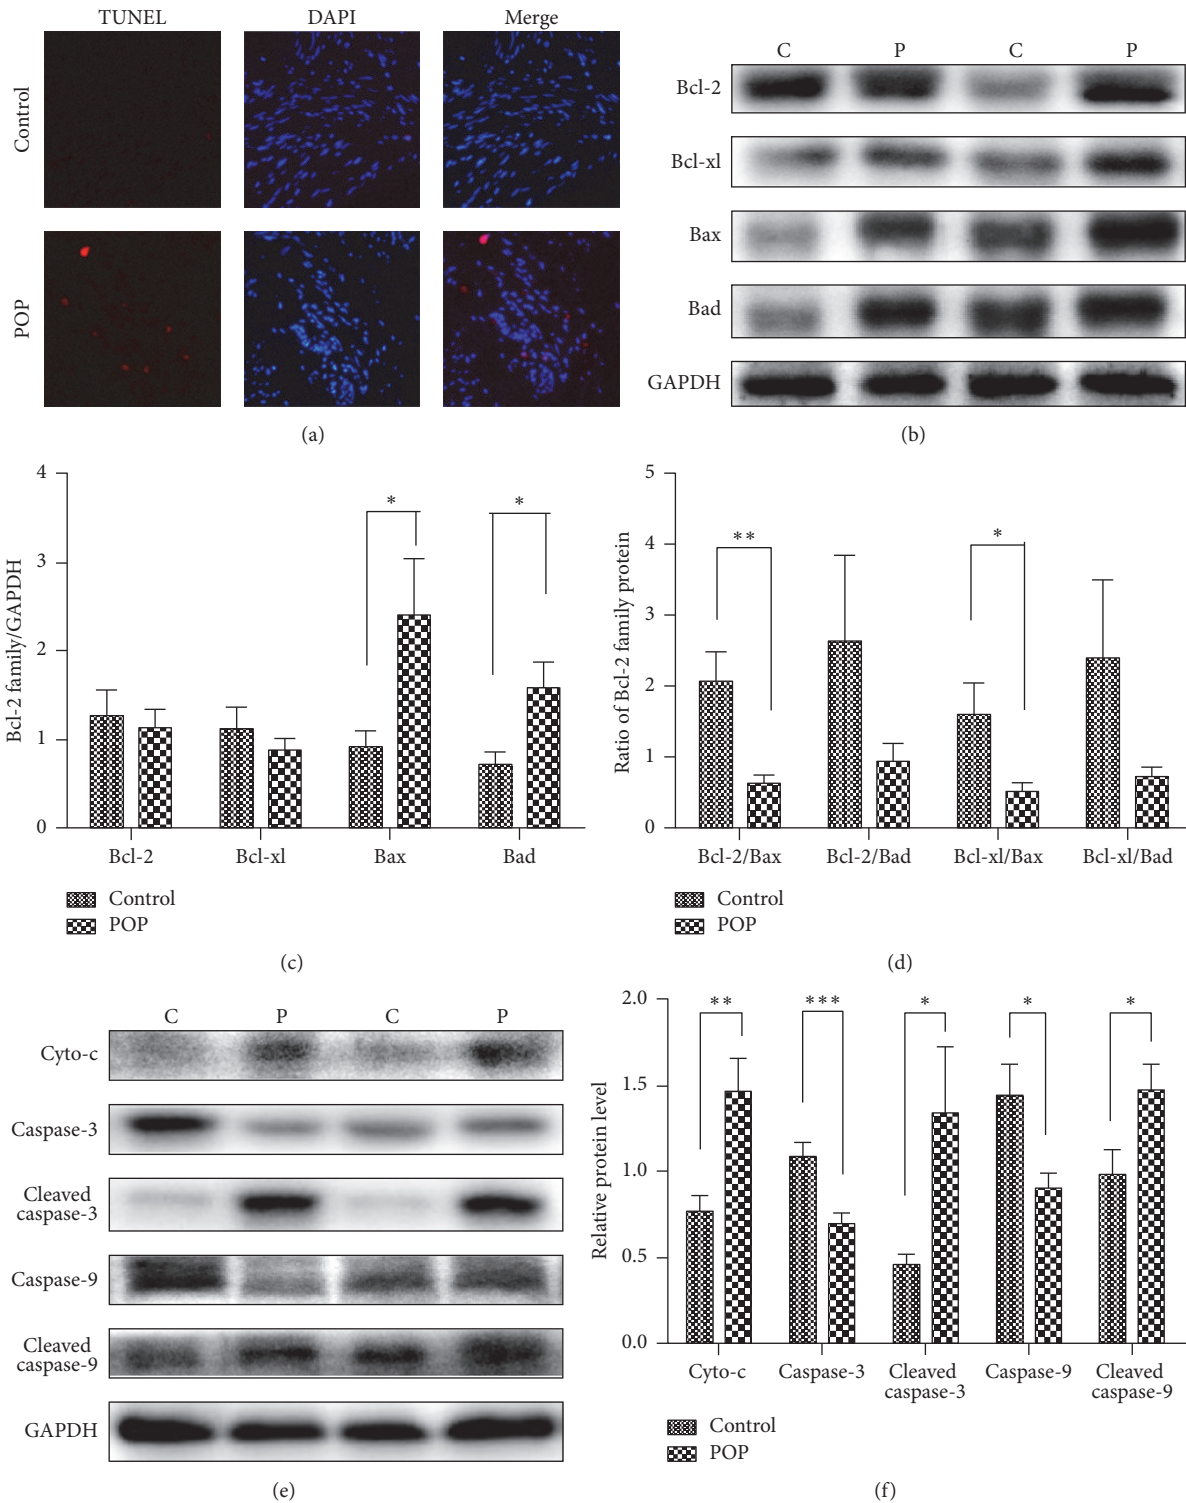 TUNEL DAPI Merge
Control
POP
(a)
C P C P
Bcl-2
Bcl-xl
Bax
Bad
GAPDH
(b)
Bcl-2 family/GAPDH
4
3
2
1
0
* *
Bcl-2 Bcl-xl Bax Bad
Control
POP
(c)
Ratio of Bcl-2 family protein
5
4
3
2
1
0
** *
Bcl-2/Bax Bcl-2/Bad Bcl-xl/Bax Bcl-xl/Bad
Control
POP
(d)
C P C P
Cyto-c
Caspase-3
Cleaved
caspase-3
Caspase-9
Cleaved
caspase-9
GAPDH
(e)
Relative protein level
2.0
1.5
1.0
0.5
0.0
** *** * * *
Cyto-c Caspase-3 Cleaved Caspase-9 Cleaved
caspase-3 caspase-9
Control
POP
(f)